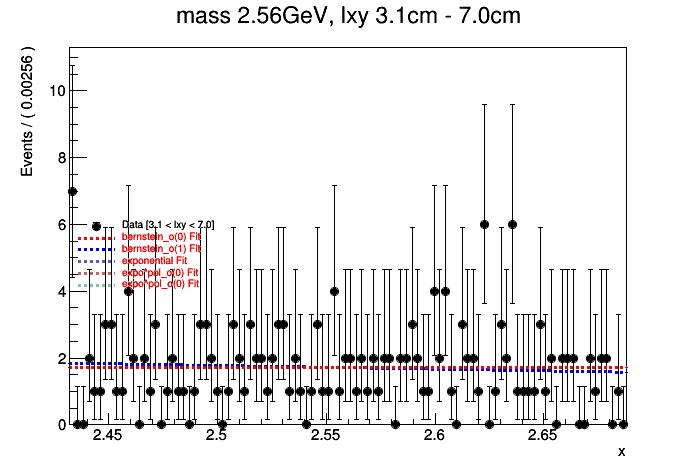 mass 2.56GeV, lxy 3.1cm - 7.0cm
Events / ( 0.00256 )
10
8
6
4
2
0
Data [3.1 < lxy < 7.0]
bernstein_o(0) Fit
bernstein_o(1) Fit
exponential Fit
expo*pol_o(0) Fit
expo*pol_o(0) Fit
2.45 2.5 2.55 2.6 2.65
x